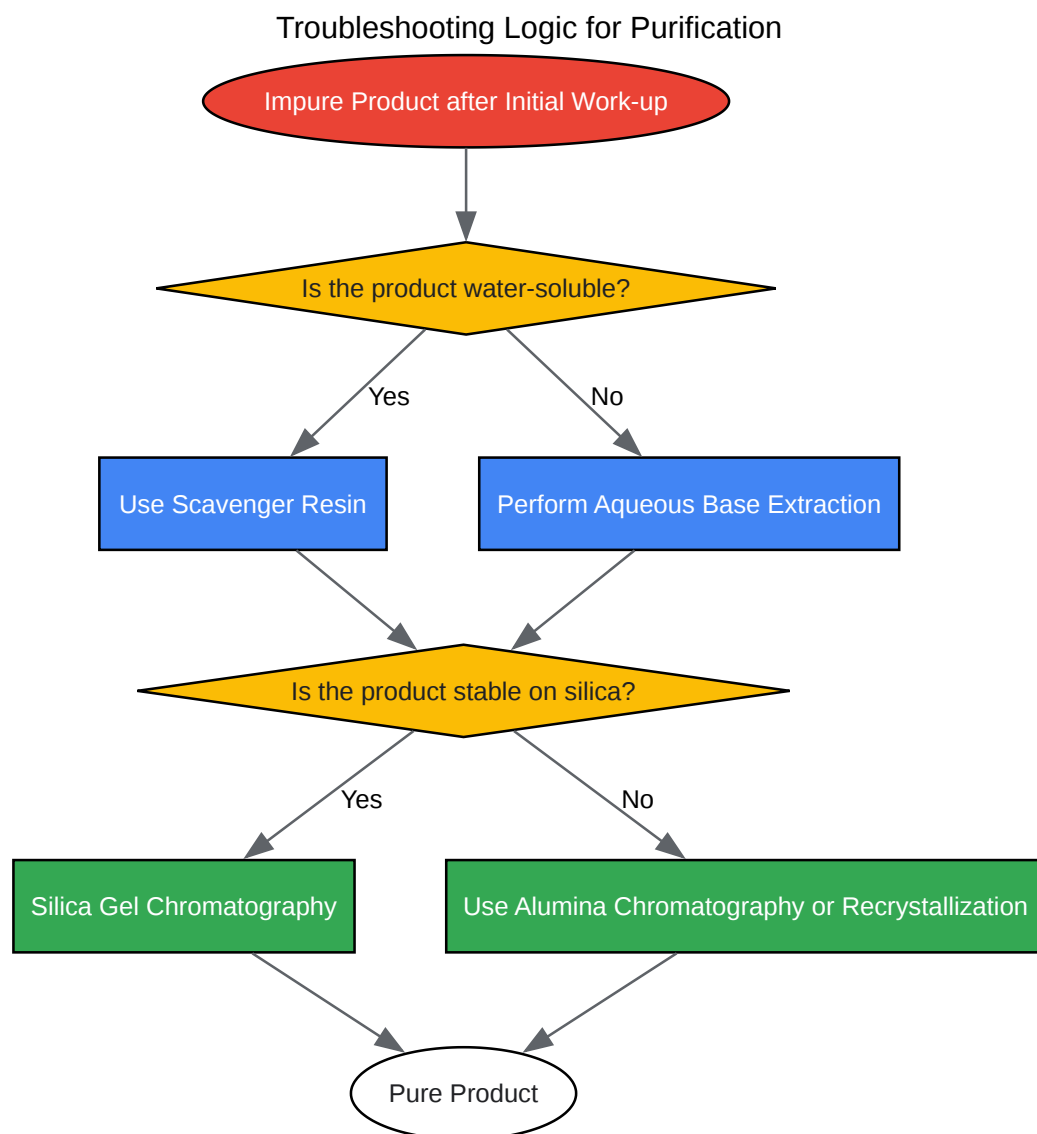 Troubleshooting Logic for Purification
Impure Product after Initial Work-up
Is the product water-soluble?
Yes
No
Use Scavenger Resin
Perform Aqueous Base Extraction
Is the product stable on silica?
Yes
No
Silica Gel Chromatography
Use Alumina Chromatography or Recrystallization
Pure Product